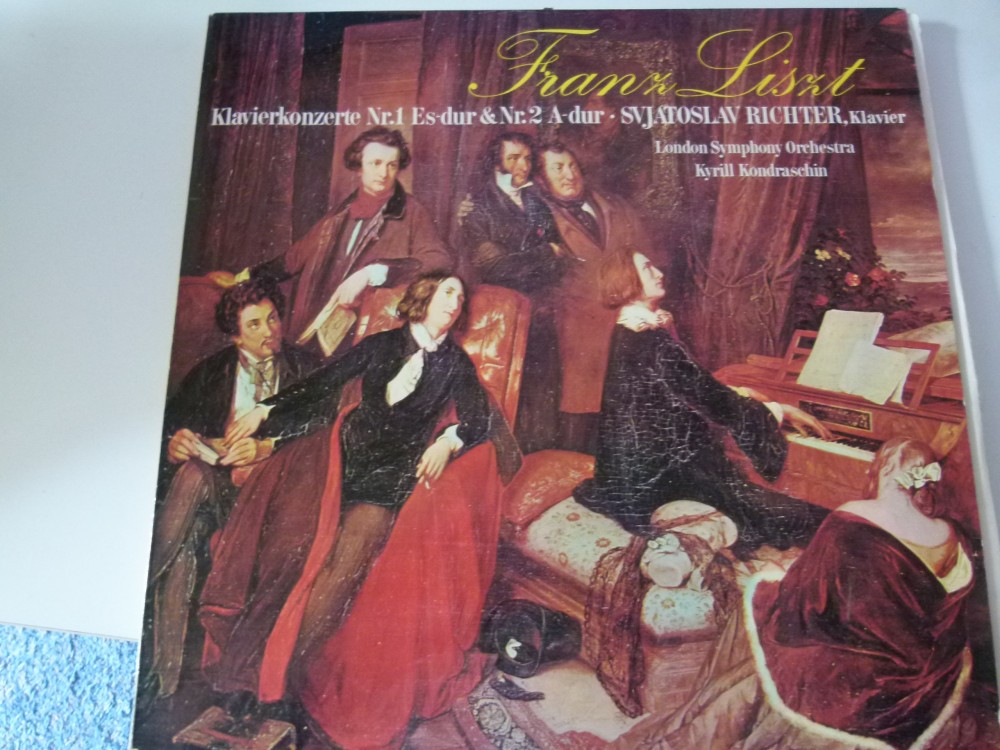 Franz Liszt
Klavierkonzerte Nr.1 Es-dur & Nr.2 A-dur · SVJATOSLAV RICHTER, Klavier
London Symphony Orchestra
Kyrill Kondraschin